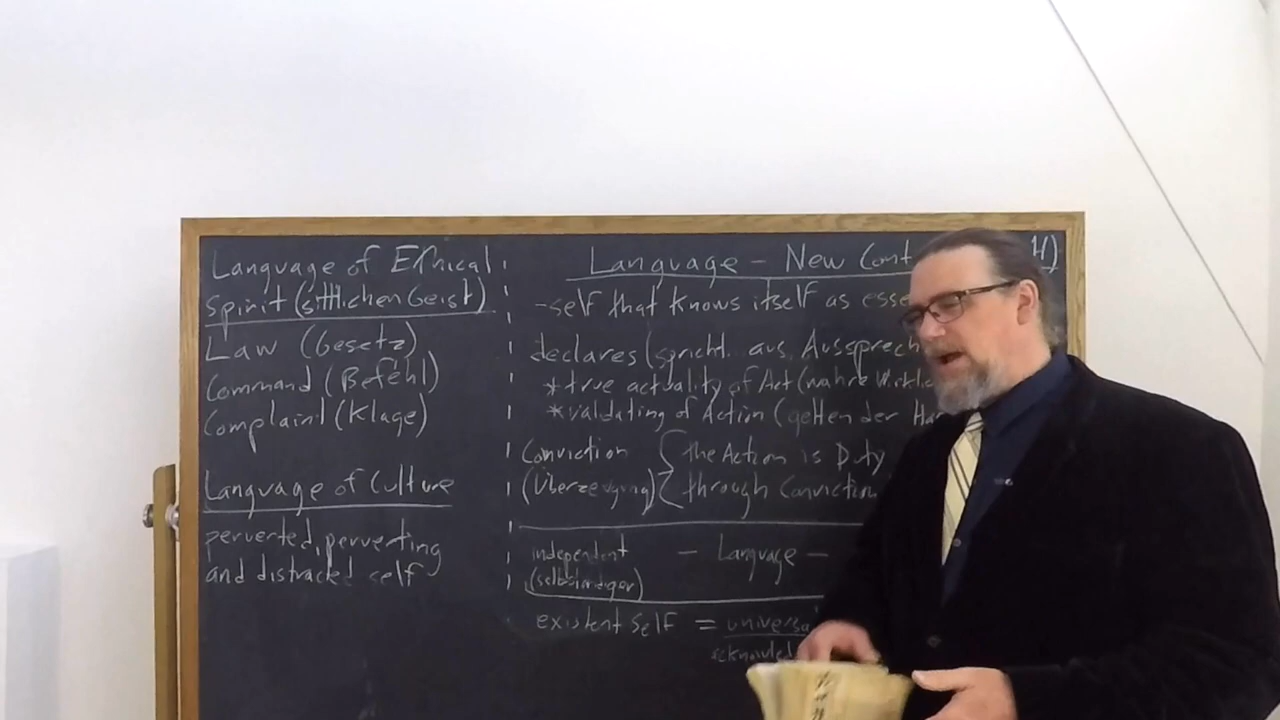 Language of Ethical
Spirit (sittlichen Geist)
Law (Gesetz)
Command (Befehl)
Complaint (Klage)
Language of Culture
perverted, perverting
and distracted self
Language – New Cont
-self that knows itself as esse
declares (spricht aus, Aussprech
*true actuality of Act (wahre Wirklic
*validating of Action (gelten der Ha
Conviction { the Action is Duty
(Überzeugung) { through Conviction
independent – Language –
existent self = universa
acknowled